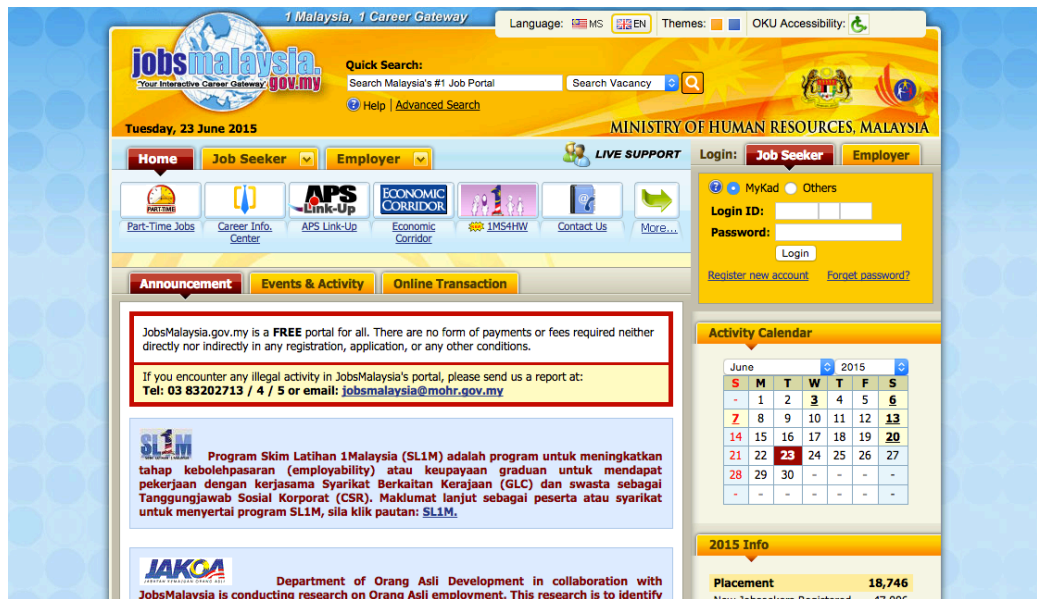 1 Malaysia, 1 Career Gateway
Language: MS EN Themes: OKU Accessibility:
jobsmalaysia.
Your Interactive Career Gateway gov.my
Quick Search:
Search Malaysia's #1 Job Portal Search Vacancy
Help | Advanced Search
Tuesday, 23 June 2015
MINISTRY OF HUMAN RESOURCES, MALAYSIA
Home Job Seeker Employer LIVE SUPPORT
Login: Job Seeker Employer
PART-TIME APS Link-Up ECONOMIC CORRIDOR
Part-Time Jobs Career Info. Center APS Link-Up Economic Corridor 1MS4HW Contact Us More...
MyKad Others
Login ID:
Password:
Login
Register new account Forget password?
Announcement Events & Activity Online Transaction
JobsMalaysia.gov.my is a FREE portal for all. There are no form of payments or fees required neither
directly nor indirectly in any registration, application, or any other conditions.
If you encounter any illegal activity in JobsMalaysia's portal, please send us a report at:
Tel: 03 83202713 / 4 / 5 or email: jobsmalaysia@mohr.gov.my
SL1M
Program Skim Latihan 1Malaysia (SL1M) adalah program untuk meningkatkan
tahap kebolehpasaran (employability) atau keupayaan graduan untuk mendapat
pekerjaan dengan kerjasama Syarikat Berkaitan Kerajaan (GLC) dan swasta sebagai
Tanggungjawab Sosial Korporat (CSR). Maklumat lanjut sebagai peserta atau syarikat
untuk menyertai program SL1M, sila klik pautan: SL1M.
JAKOA
JABATAN KEMAJUAN ORANG ASLI
Department of Orang Asli Development in collaboration with
JobsMalaysia is conducting research on Orang Asli employment. This research is to identify
Activity Calendar
June 2015
S M T W T F S
- 1 2 3 4 5 6
7 8 9 10 11 12 13
14 15 16 17 18 19 20
21 22 23 24 25 26 27
28 29 30 - - - -
- - - - - - -
2015 Info
Placement 18,746
New Jobseekers Registered